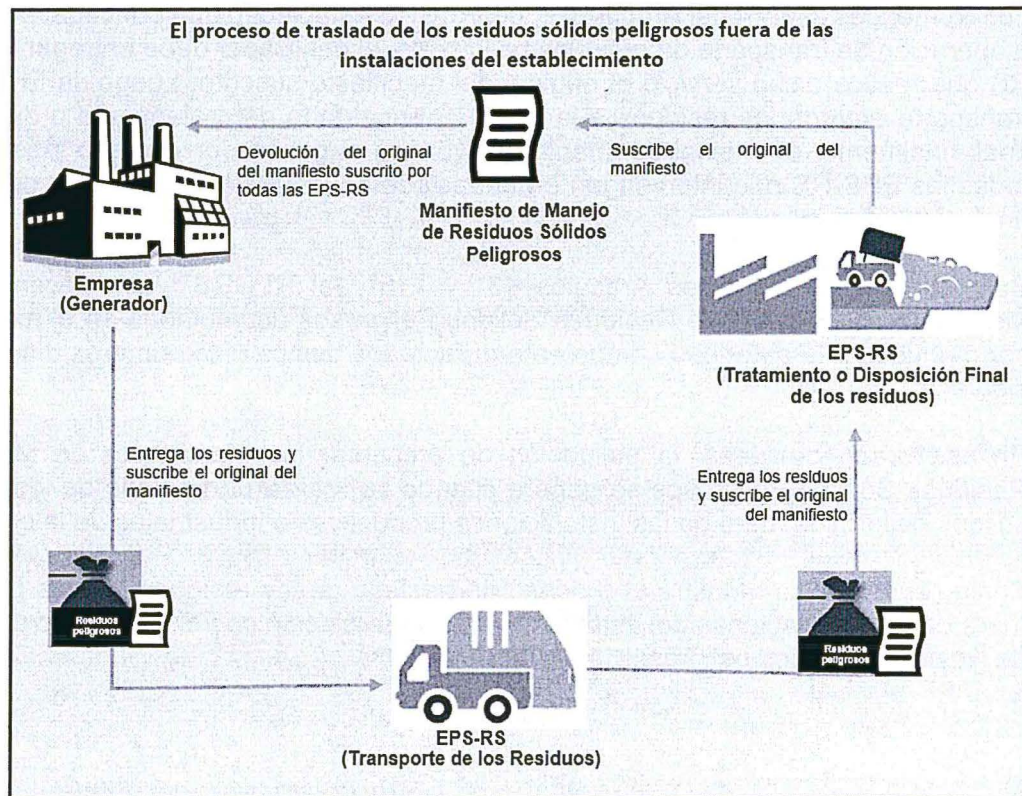 El proceso de traslado de los residuos sólidos peligrosos fuera de las
instalaciones del establecimiento
Devolución del original
del manifiesto suscrito por
todas las EPS-RS
Suscribe el original del
manifiesto
Manifiesto de Manejo
de Residuos Sólidos
Peligrosos
Empresa
(Generador)
EPS-RS
(Tratamiento o Disposición Final
de los residuos)
Entrega los residuos y
suscribe el original del
manifiesto
Entrega los residuos
y suscribe el original
del manifiesto
Residuos
peligrosos
Residuos
peligrosos
EPS-RS
(Transporte de los Residuos)